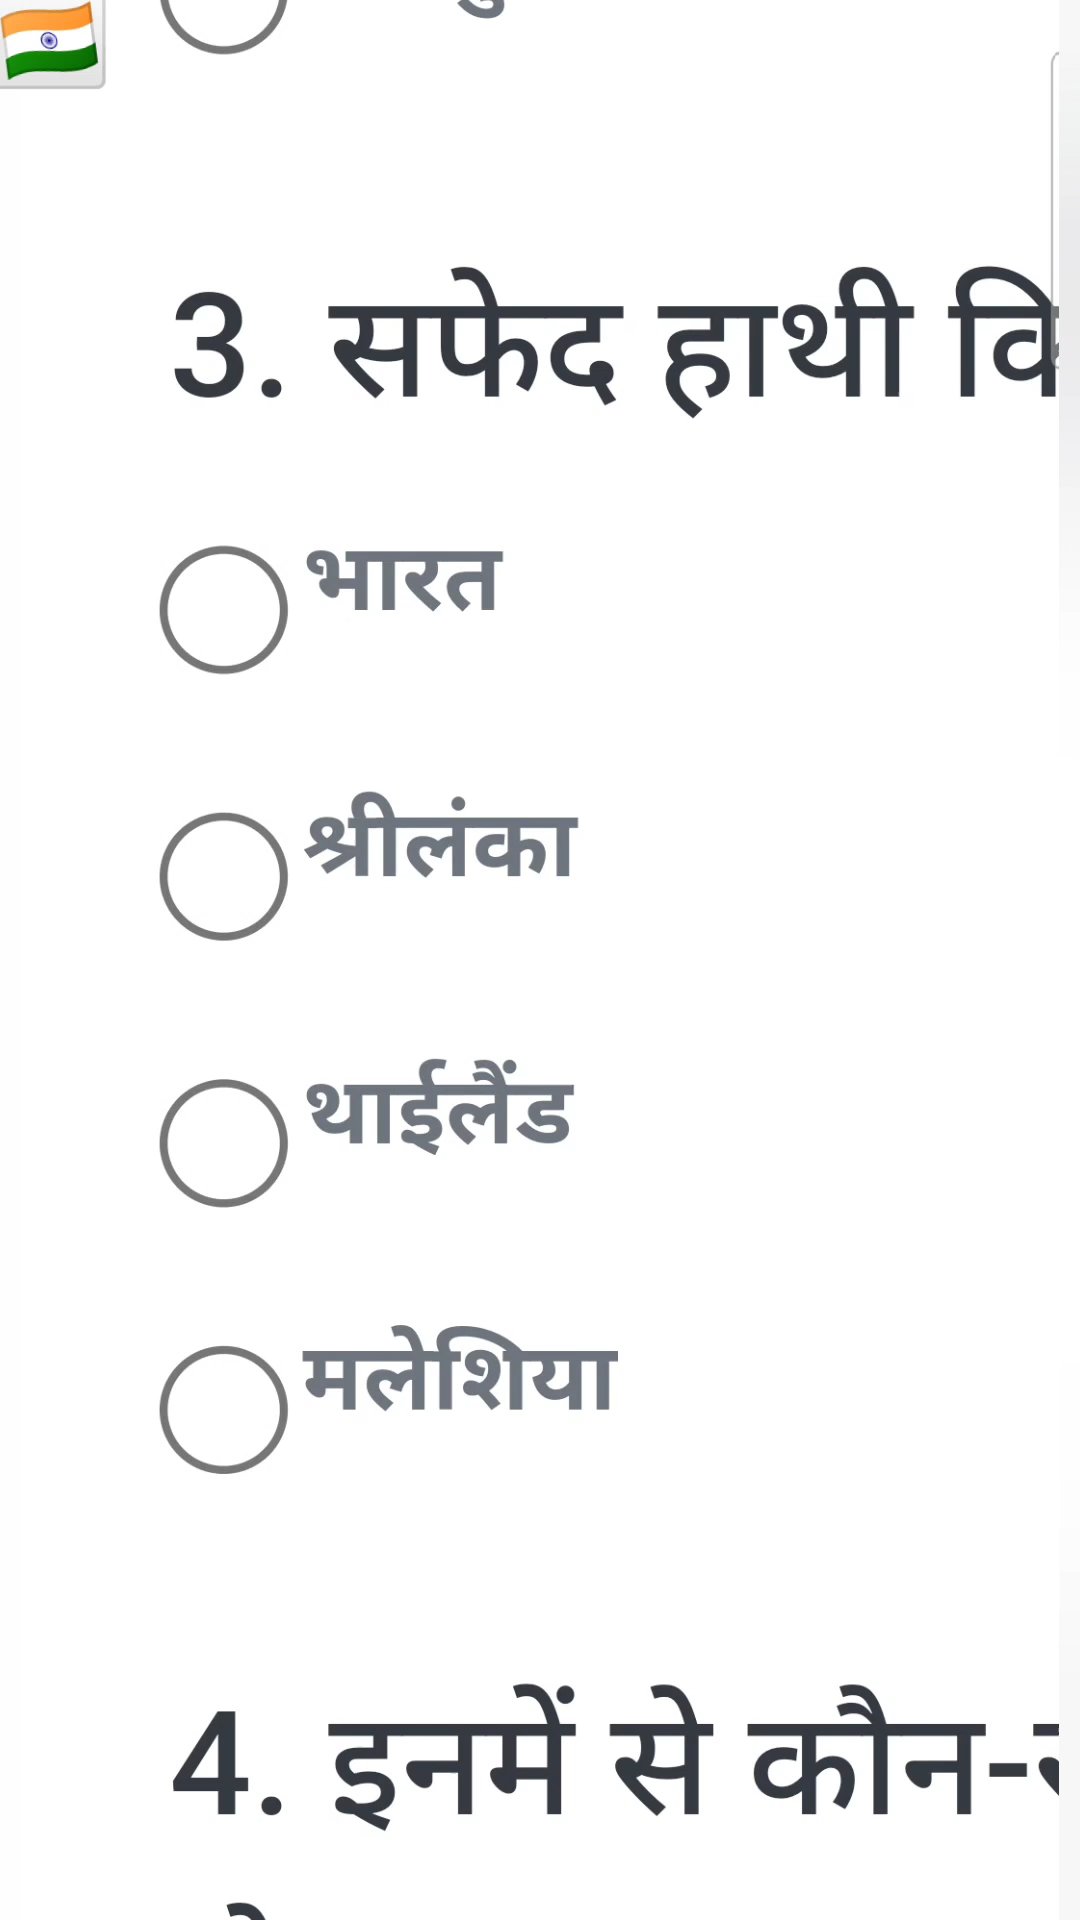 3. सफेद हाथी
भारत
श्रीलंका
थाईलैंड
मलेशिया
4. इनमें से कौन-